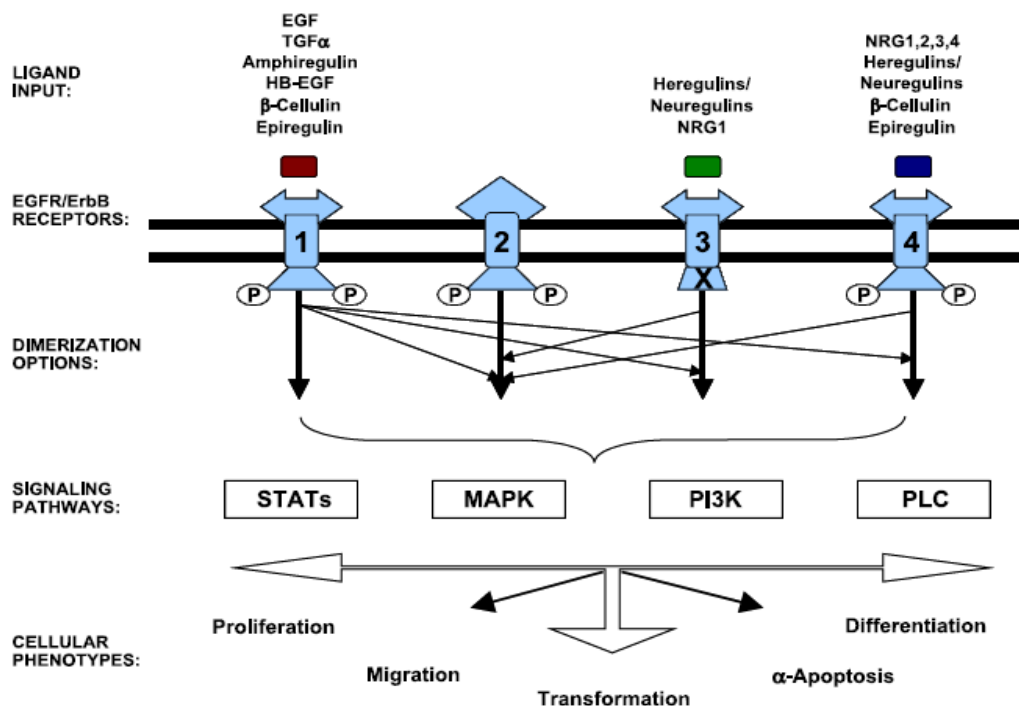 LIGAND
INPUT:
EGF
TGFα
Amphiregulin
HB-EGF
β-Cellulin
Epiregulin
Heregulins/
Neuregulins
NRG1
NRG1,2,3,4
Heregulins/
Neuregulins
β-Cellulin
Epiregulin
EGFR/ErbB
RECEPTORS:
1
2
3
4
X
P P P P P P
DIMERIZATION
OPTIONS:
SIGNALING
PATHWAYS:
STATs
MAPK
PI3K
PLC
CELLULAR
PHENOTYPES:
Proliferation
Migration
Transformation
α-Apoptosis
Differentiation